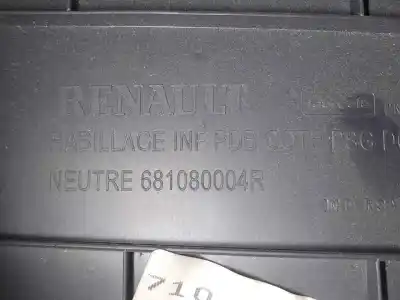 RENAULT
HABILLAGE INF PDB COTE PSG
NEUTRE 681080004R
710